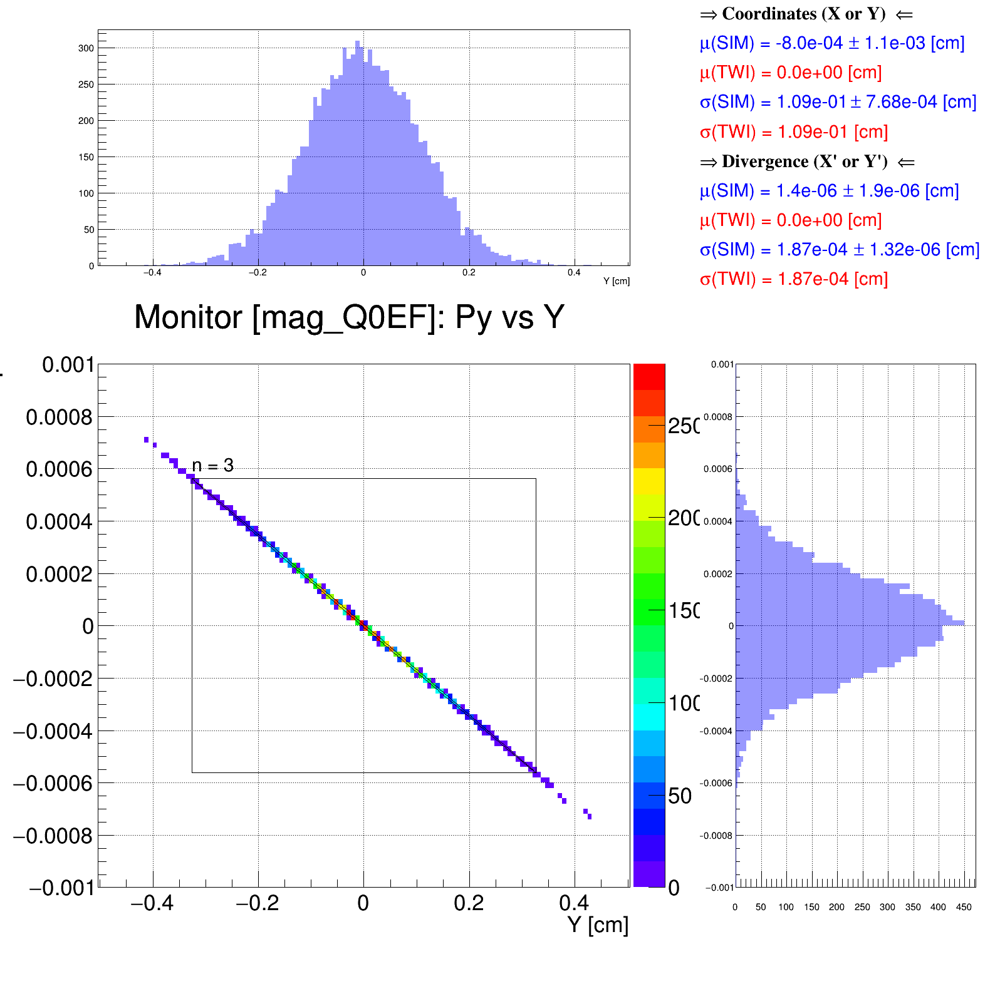 ⇒ Coordinates (X or Y) ⇐
μ(SIM) = -8.0e-04 ± 1.1e-03 [cm]
μ(TWI) = 0.0e+00 [cm]
σ(SIM) = 1.09e-01 ± 7.68e-04 [cm]
σ(TWI) = 1.09e-01 [cm]
⇒ Divergence (X' or Y') ⇐
μ(SIM) = 1.4e-06 ± 1.9e-06 [cm]
μ(TWI) = 0.0e+00 [cm]
σ(SIM) = 1.87e-04 ± 1.32e-06 [cm]
σ(TWI) = 1.87e-04 [cm]
300
250
200
150
100
50
0
−0.4 −0.2 0 0.2 0.4
Y [cm]
Monitor [mag_Q0EF]: Py vs Y
0.001
0.0008
0.0006
0.0004
0.0002
0
−0.0002
−0.0004
−0.0006
−0.0008
−0.001
n = 3
−0.4 −0.2 0 0.2 0.4
Y [cm]
250
200
150
100
50
0
0.001
0.0008
0.0006
0.0004
0.0002
0
−0.0002
−0.0004
−0.0006
−0.0008
−0.001
0 50 100 150 200 250 300 350 400 450